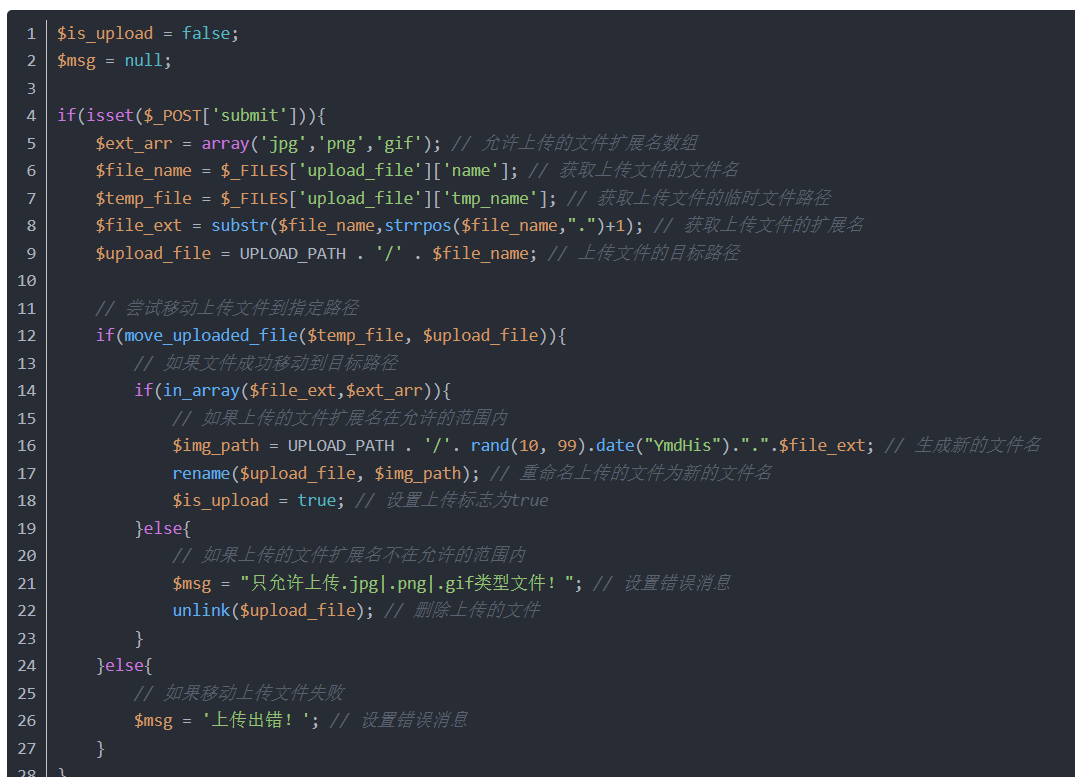 1 $is_upload = false;
2 $msg = null;
3
4 if(isset($_POST['submit'])){
5 $ext_arr = array('jpg','png','gif'); // 允许上传的文件扩展名数组
6 $file_name = $_FILES['upload_file']['name']; // 获取上传文件的文件名
7 $temp_file = $_FILES['upload_file']['tmp_name']; // 获取上传文件的临时文件路径
8 $file_ext = substr($file_name,strrpos($file_name,".")+1); // 获取上传文件的扩展名
9 $upload_file = UPLOAD_PATH . '/' . $file_name; // 上传文件的目标路径
10
11 // 尝试移动上传文件到指定路径
12 if(move_uploaded_file($temp_file, $upload_file)){
13 // 如果文件成功移动到目标路径
14 if(in_array($file_ext,$ext_arr)){
15 // 如果上传的文件扩展名在允许的范围内
16 $img_path = UPLOAD_PATH . '/'. rand(10, 99).date("YmdHis").".".$file_ext; // 生成新的文件名
17 rename($upload_file, $img_path); // 重命名上传的文件为新的文件名
18 $is_upload = true; // 设置上传标志为true
19 }else{
20 // 如果上传的文件扩展名不在允许的范围内
21 $msg = "只允许上传.jpg|.png|.gif类型文件！"; // 设置错误消息
22 unlink($upload_file); // 删除上传的文件
23 }
24 }else{
25 // 如果移动上传文件失败
26 $msg = '上传出错！'; // 设置错误消息
27 }
28 }